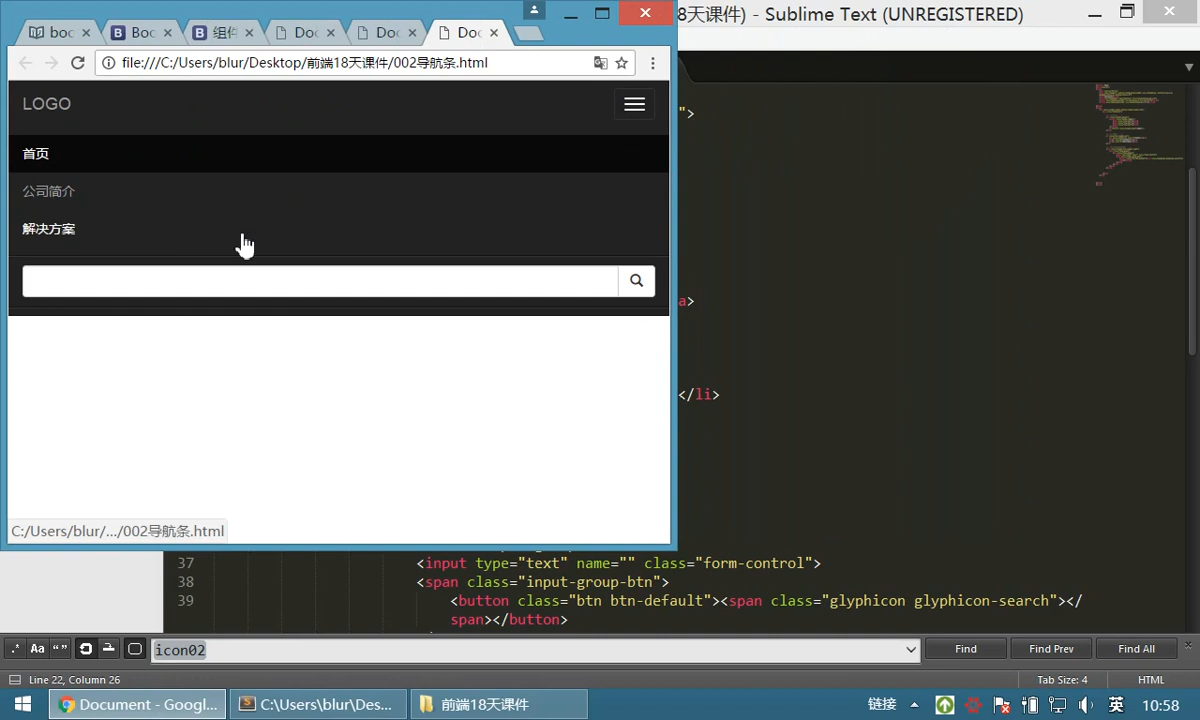 8天课件) - Sublime Text (UNREGISTERED)
boc
Boc
组件
Doc
Doc
Doc
file:///C:/Users/blur/Desktop/前端18天课件/002导航条.html
LOGO
首页
公司简介
解决方案
C:/Users/blur/.../002导航条.html
">
a>
</li>
37 <input type="text" name="" class="form-control">
38 <span class="input-group-btn">
39 <button class="btn btn-default"><span class="glyphicon glyphicon-search"></
span></button>
.* Aa “” icon02 Find Find Prev Find All
Line 22, Column 26 Tab Size: 4 HTML
Document - Googl... C:\Users\blur\Des... 前端18天课件 链接 英 10:58